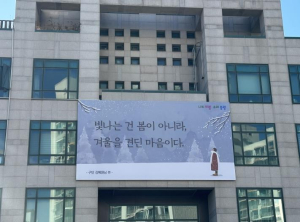 빛나는 건 봄이 아니라,
겨울을 견딘 마음이다.